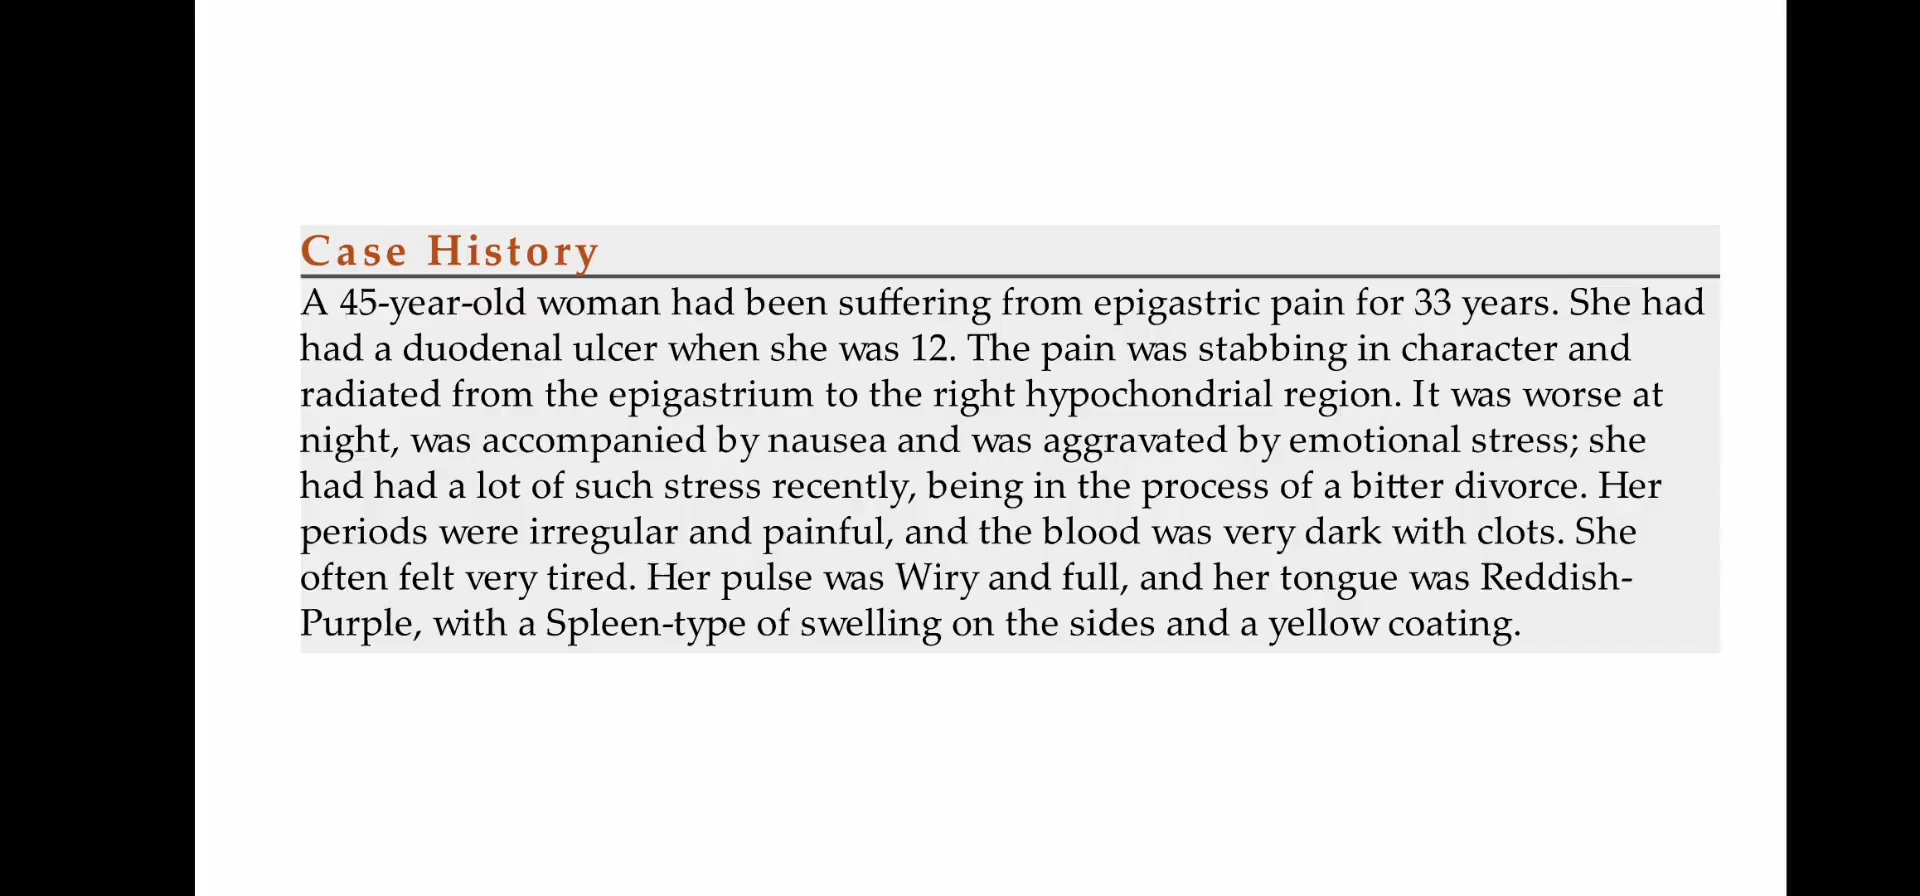 Case History
A 45-year-old woman had been suffering from epigastric pain for 33 years. She had
had a duodenal ulcer when she was 12. The pain was stabbing in character and
radiated from the epigastrium to the right hypochondrial region. It was worse at
night, was accompanied by nausea and was aggravated by emotional stress; she
had had a lot of such stress recently, being in the process of a bitter divorce. Her
periods were irregular and painful, and the blood was very dark with clots. She
often felt very tired. Her pulse was Wiry and full, and her tongue was Reddish-
Purple, with a Spleen-type of swelling on the sides and a yellow coating.